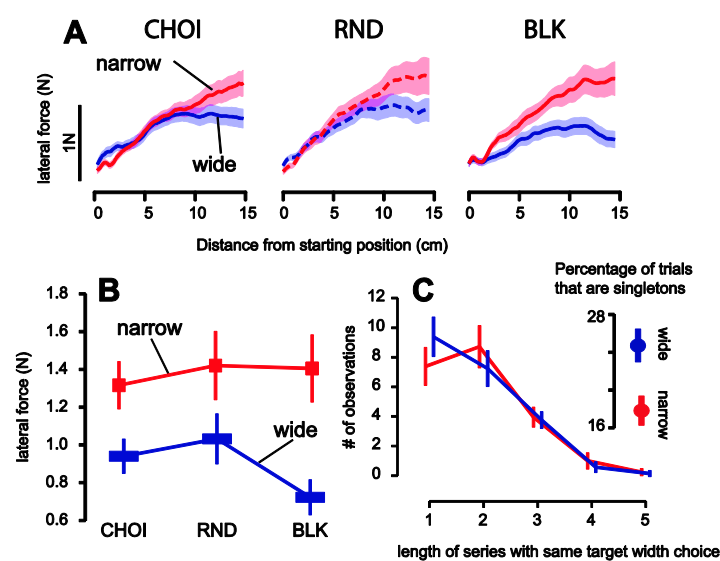 A CHOI RND BLK
narrow
wide
lateral force (N)
1N
0 5 10 15 0 5 10 15 0 5 10 15
Distance from starting position (cm)
B
1.8
1.6
1.4
1.2
1.0
0.8
0.6
lateral force (N)
narrow
wide
CHOI RND BLK
C
Percentage of trials
that are singletons
28
16
wide
narrow
12
10
8
6
4
2
0
# of observations
1 2 3 4 5
length of series with same target width choice